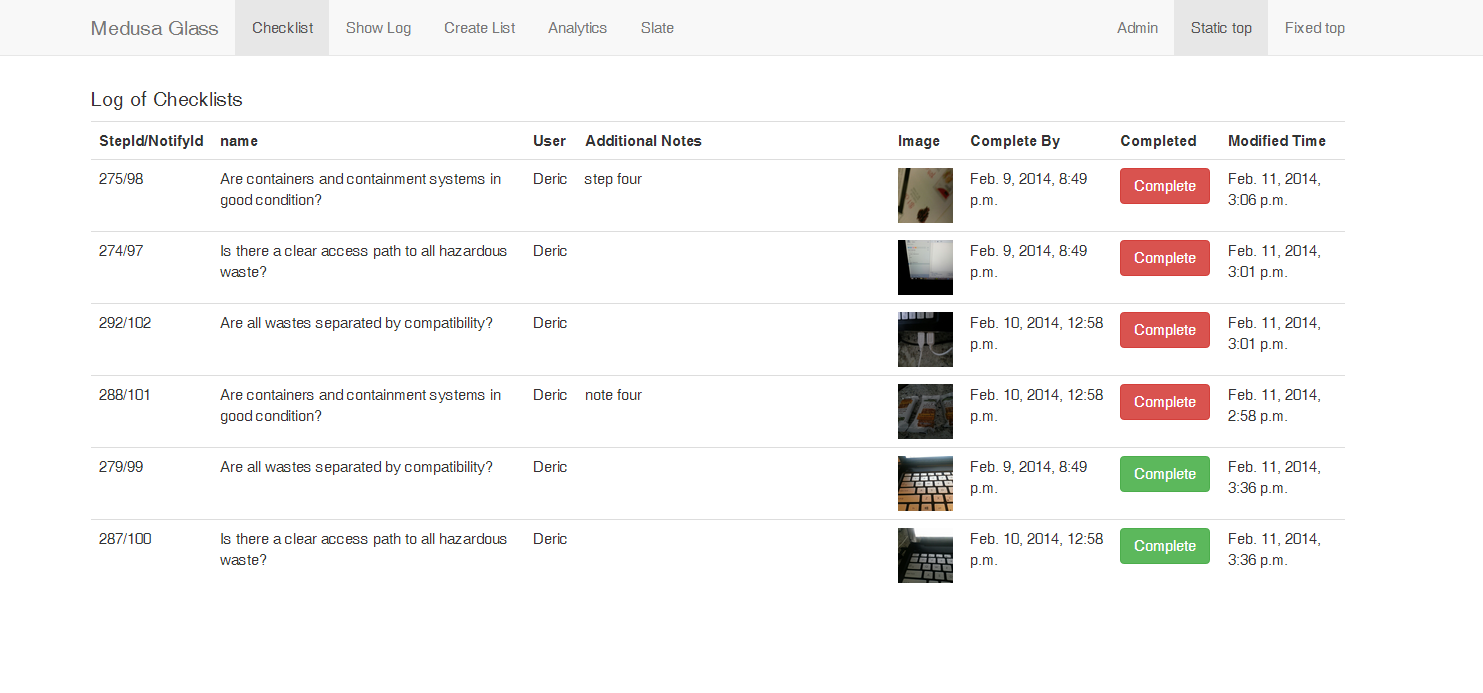 Medusa Glass Checklist Show Log Create List Analytics Slate Admin Static top Fixed top
Log of Checklists
StepId/NotifyId name User Additional Notes Image Complete By Completed Modified Time
275/98 Are containers and containment systems in Deric step four Feb. 9, 2014, 8:49 Complete Feb. 11, 2014,
good condition? p.m. 3:06 p.m.
274/97 Is there a clear access path to all hazardous Deric Feb. 9, 2014, 8:49 Complete Feb. 11, 2014,
waste? p.m. 3:01 p.m.
292/102 Are all wastes separated by compatibility? Deric Feb. 10, 2014, 12:58 Complete Feb. 11, 2014,
p.m. 3:01 p.m.
288/101 Are containers and containment systems in Deric note four Feb. 10, 2014, 12:58 Complete Feb. 11, 2014,
good condition? p.m. 2:58 p.m.
279/99 Are all wastes separated by compatibility? Deric Feb. 9, 2014, 8:49 Complete Feb. 11, 2014,
p.m. 3:36 p.m.
287/100 Is there a clear access path to all hazardous Deric Feb. 10, 2014, 12:58 Complete Feb. 11, 2014,
waste? p.m. 3:36 p.m.